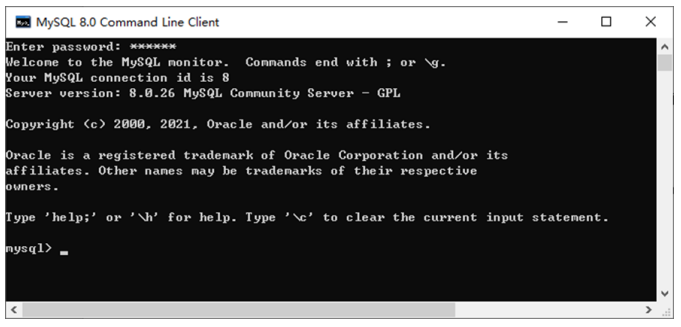 MySQL 8.0 Command Line Client
Enter password: ******
Welcome to the MySQL monitor.  Commands end with ; or \g.
Your MySQL connection id is 8
Server version: 8.0.26 MySQL Community Server - GPL
Copyright (c) 2000, 2021, Oracle and/or its affiliates.
Oracle is a registered trademark of Oracle Corporation and/or its
affiliates. Other names may be trademarks of their respective
owners.
Type 'help;' or '\h' for help. Type '\c' to clear the current input statement.
mysql> _